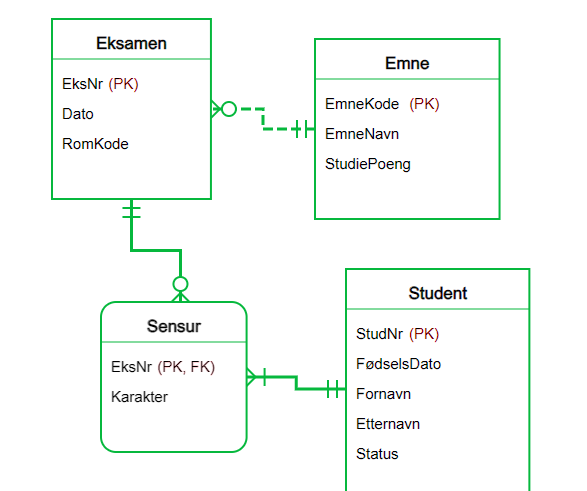 Eksamen
EksNr (PK)
Dato
RomKode
Emne
EmneKode (PK)
EmneNavn
StudiePoeng
Sensur
EksNr (PK, FK)
Karakter
Student
StudNr (PK)
FødselsDato
Fornavn
Etternavn
Status